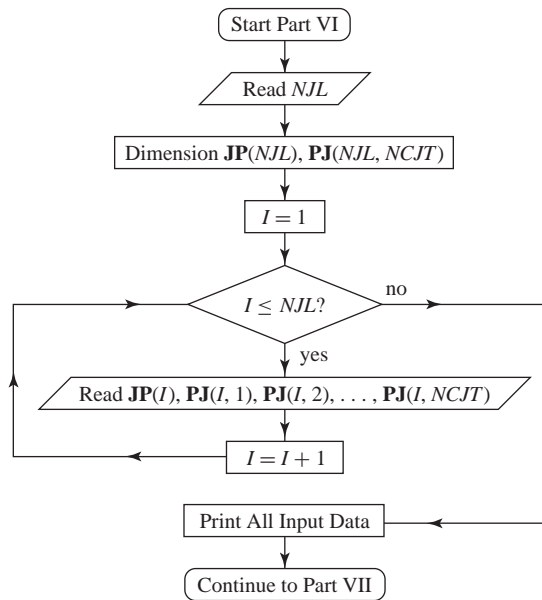 Start Part VI
Read NJL
Dimension JP(NJL), PJ(NJL, NCJT)
I = 1
I ≤ NJL?
no
yes
Read JP(I), PJ(I, 1), PJ(I, 2), . . . , PJ(I, NCJT)
I = I + 1
Print All Input Data
Continue to Part VII